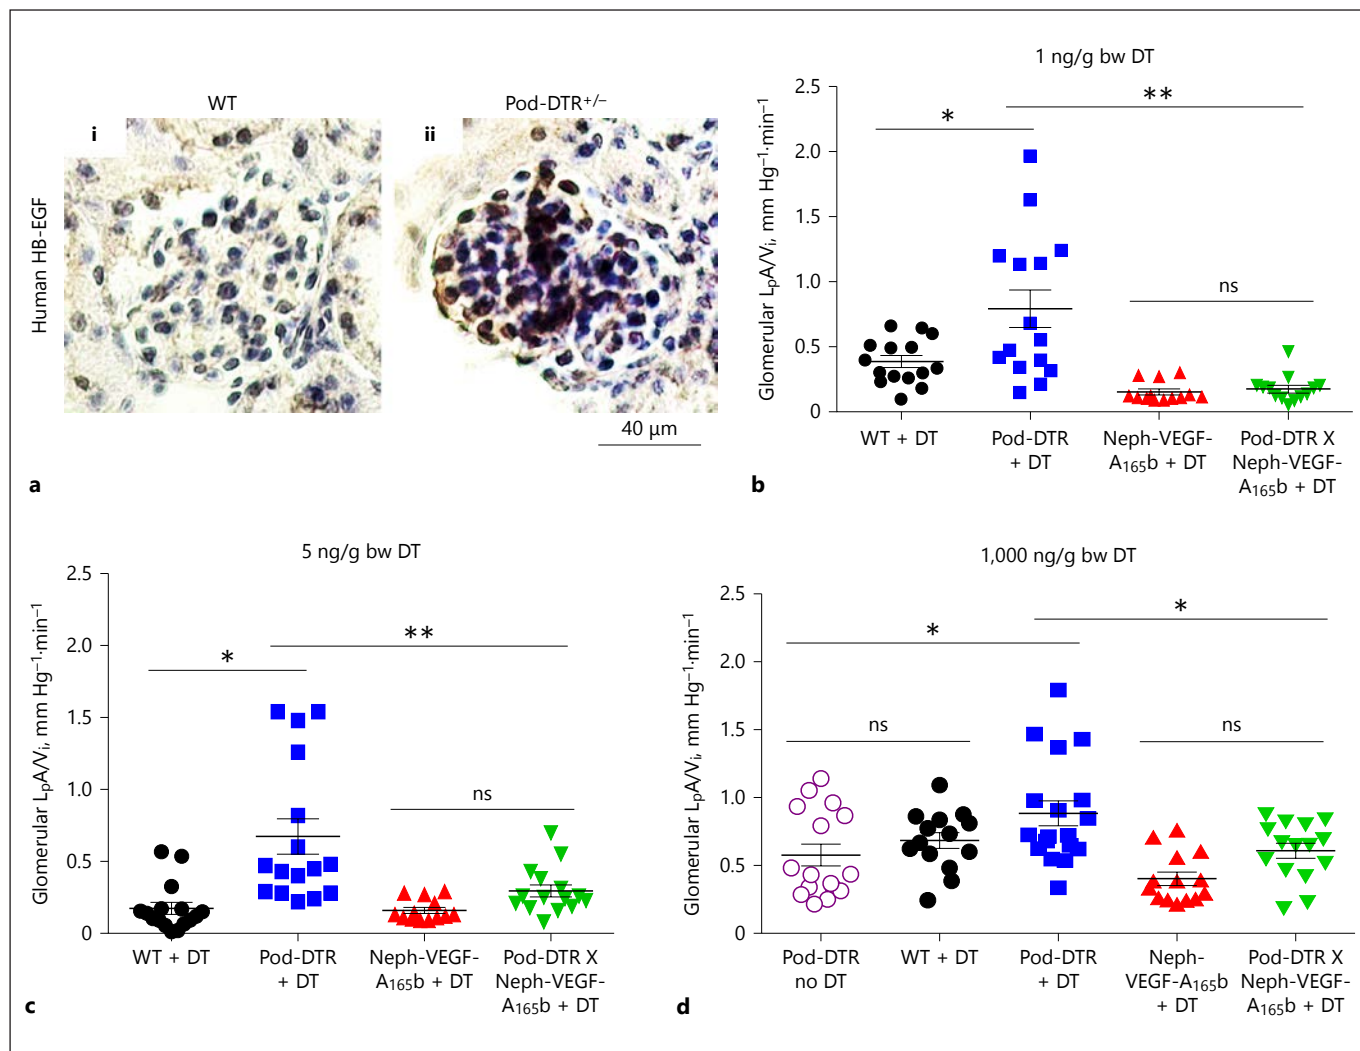 WT
Pod-DTR+/–
i
ii
Human HB-EGF
40 µm
a
1 ng/g bw DT
Glomerular LpA/Vi, mm Hg–1·min–1
2.5
2.0
1.5
1.0
0.5
0
*
**
ns
WT + DT
Pod-DTR
+ DT
Neph-VEGF-
A165b + DT
Pod-DTR X
Neph-VEGF-
A165b + DT
b
5 ng/g bw DT
Glomerular LpA/Vi, mm Hg–1·min–1
2.5
2.0
1.5
1.0
0.5
0
*
**
ns
WT + DT
Pod-DTR
+ DT
Neph-VEGF-
A165b + DT
Pod-DTR X
Neph-VEGF-
A165b + DT
c
1,000 ng/g bw DT
Glomerular LpA/Vi, mm Hg–1·min–1
2.5
2.0
1.5
1.0
0.5
0
*
*
ns
ns
Pod-DTR
no DT
WT + DT
Pod-DTR
+ DT
Neph-
VEGF-A165b
+ DT
Pod-DTR X
Neph-VEGF-
A165b + DT
d